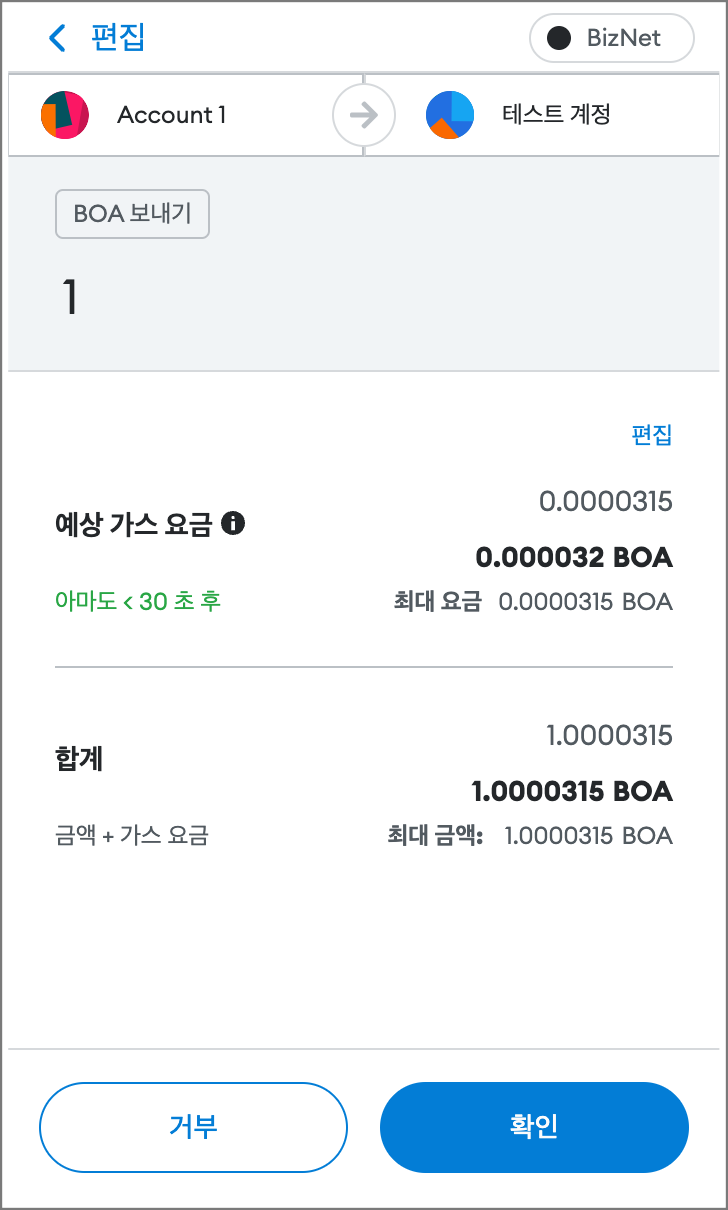 편집
BizNet
Account 1
테스트 계정
BOA 보내기
1
편집
0.0000315
예상 가스 요금
0.000032 BOA
아마도 < 30 초 후
최대 요금 0.0000315 BOA
1.0000315
합계
1.0000315 BOA
금액 + 가스 요금
최대 금액: 1.0000315 BOA
거부
확인